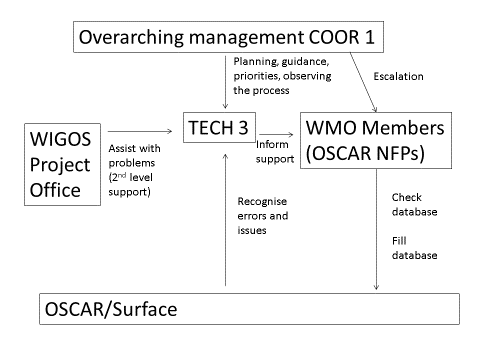 Overarching management COOR 1
Planning, guidance,
priorities, observing
the process
Escalation
WIGOS
Project
Office
Assist with
problems
(2nd level
support)
TECH 3
Inform
support
WMO Members
(OSCAR NFPs)
Recognise
errors and
issues
Check
database
Fill
database
OSCAR/Surface